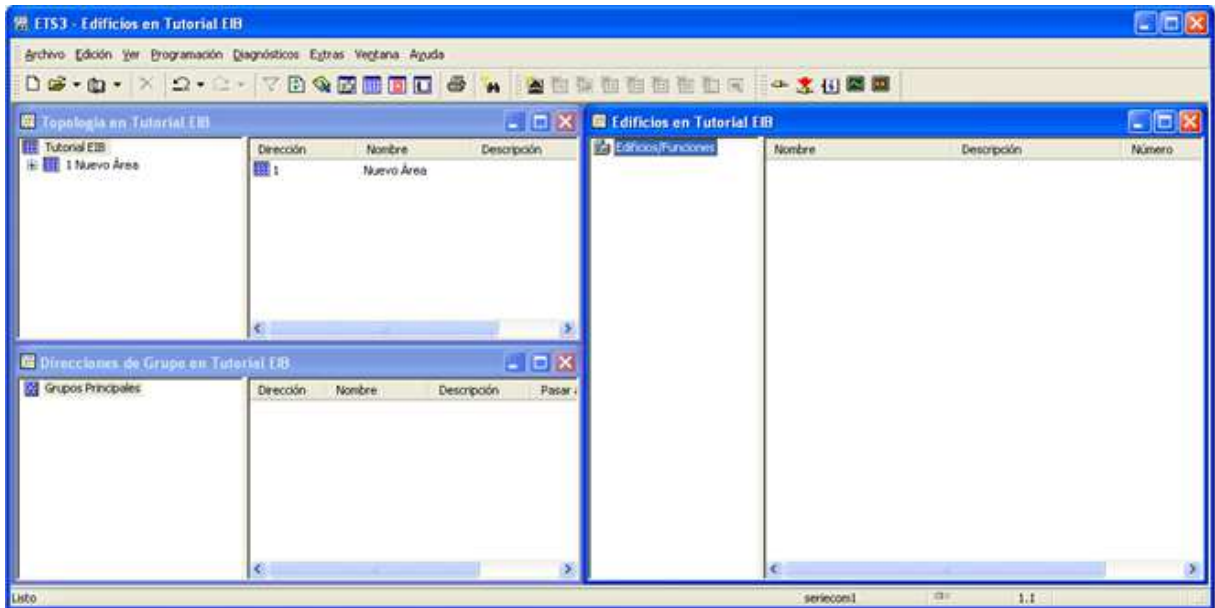 ETS3 - Edificios en Tutorial EIB
Archivo Edición Ver Programación Diagnósticos Extras Ventana Ayuda
Topología en Tutorial EIB
Tutorial EIB
1 Nuevo Área
Dirección Nombre Descripción
1 Nuevo Área
Direcciones de Grupo en Tutorial EIB
Grupos Principales
Dirección Nombre Descripción Pasar
Edificios en Tutorial EIB
Edificios/Funciones
Nombre Descripción Número
Listo seriecom1 1.1